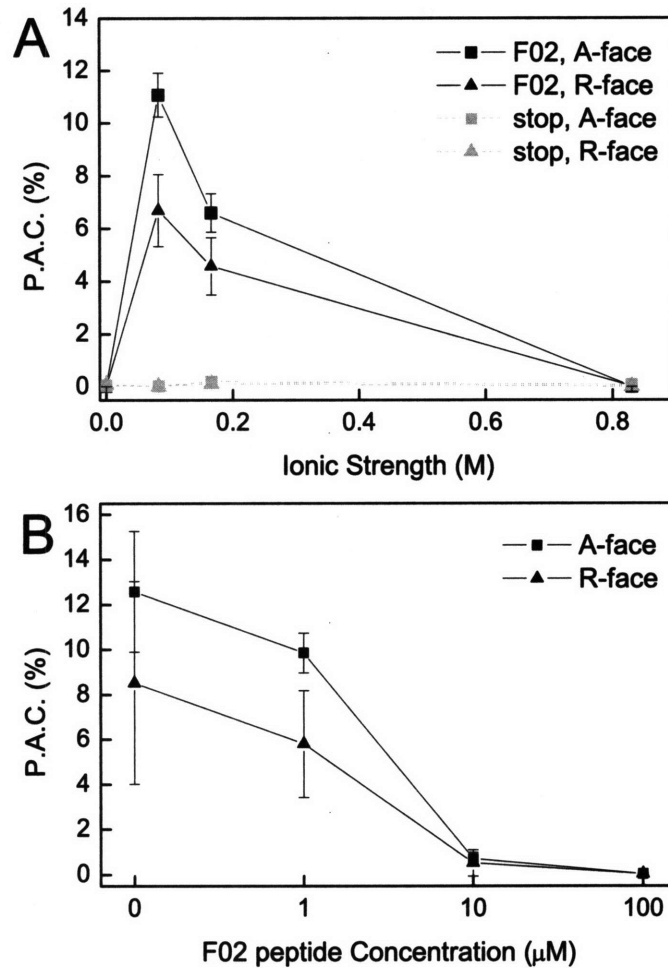 A
14
12
10
8
6
4
2
0
P.A.C. (%)
F02, A-face
F02, R-face
stop, A-face
stop, R-face
0.0 0.2 0.4 0.6 0.8
Ionic Strength (M)
B
16
14
12
10
8
6
4
2
0
P.A.C. (%)
A-face
R-face
0 1 10 100
F02 peptide Concentration (μM)